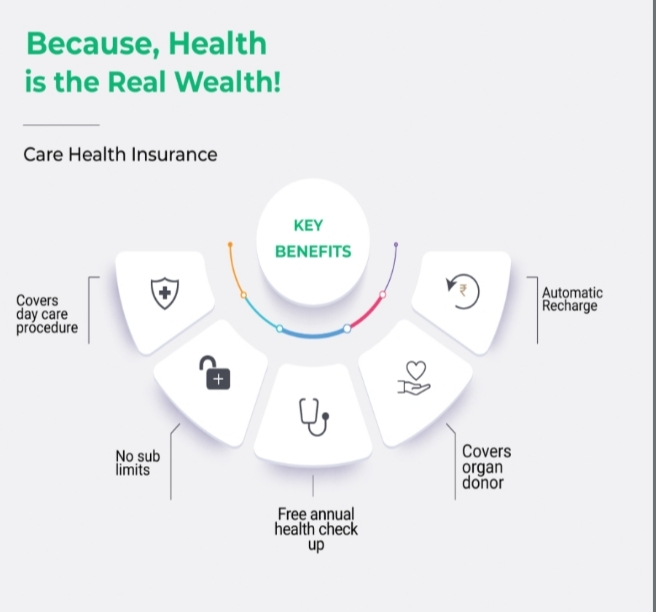 Because, Health
is the Real Wealth!
Care Health Insurance
KEY
BENEFITS
Covers
day care
procedure
No sub
limits
Free annual
health check
up
Covers
organ
donor
₹
Automatic
Recharge